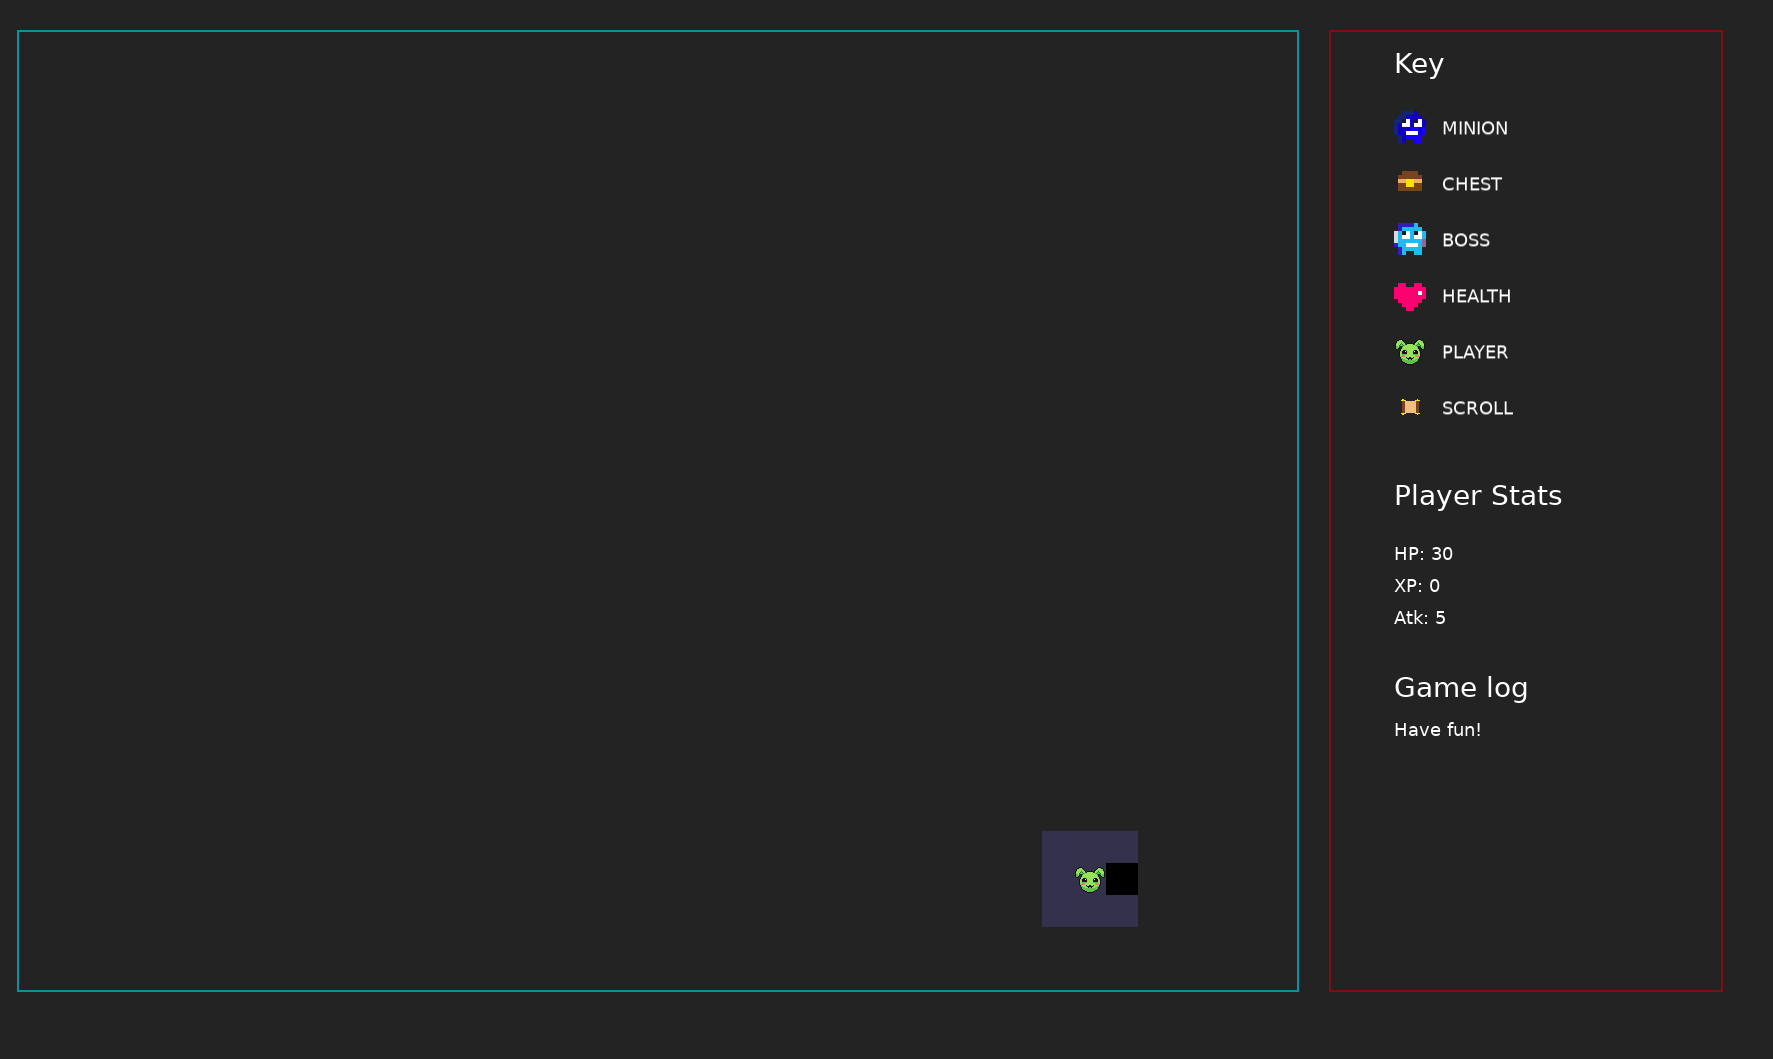 Key
MINION
CHEST
BOSS
HEALTH
PLAYER
SCROLL
Player Stats
HP: 30
XP: 0
Atk: 5
Game log
Have fun!